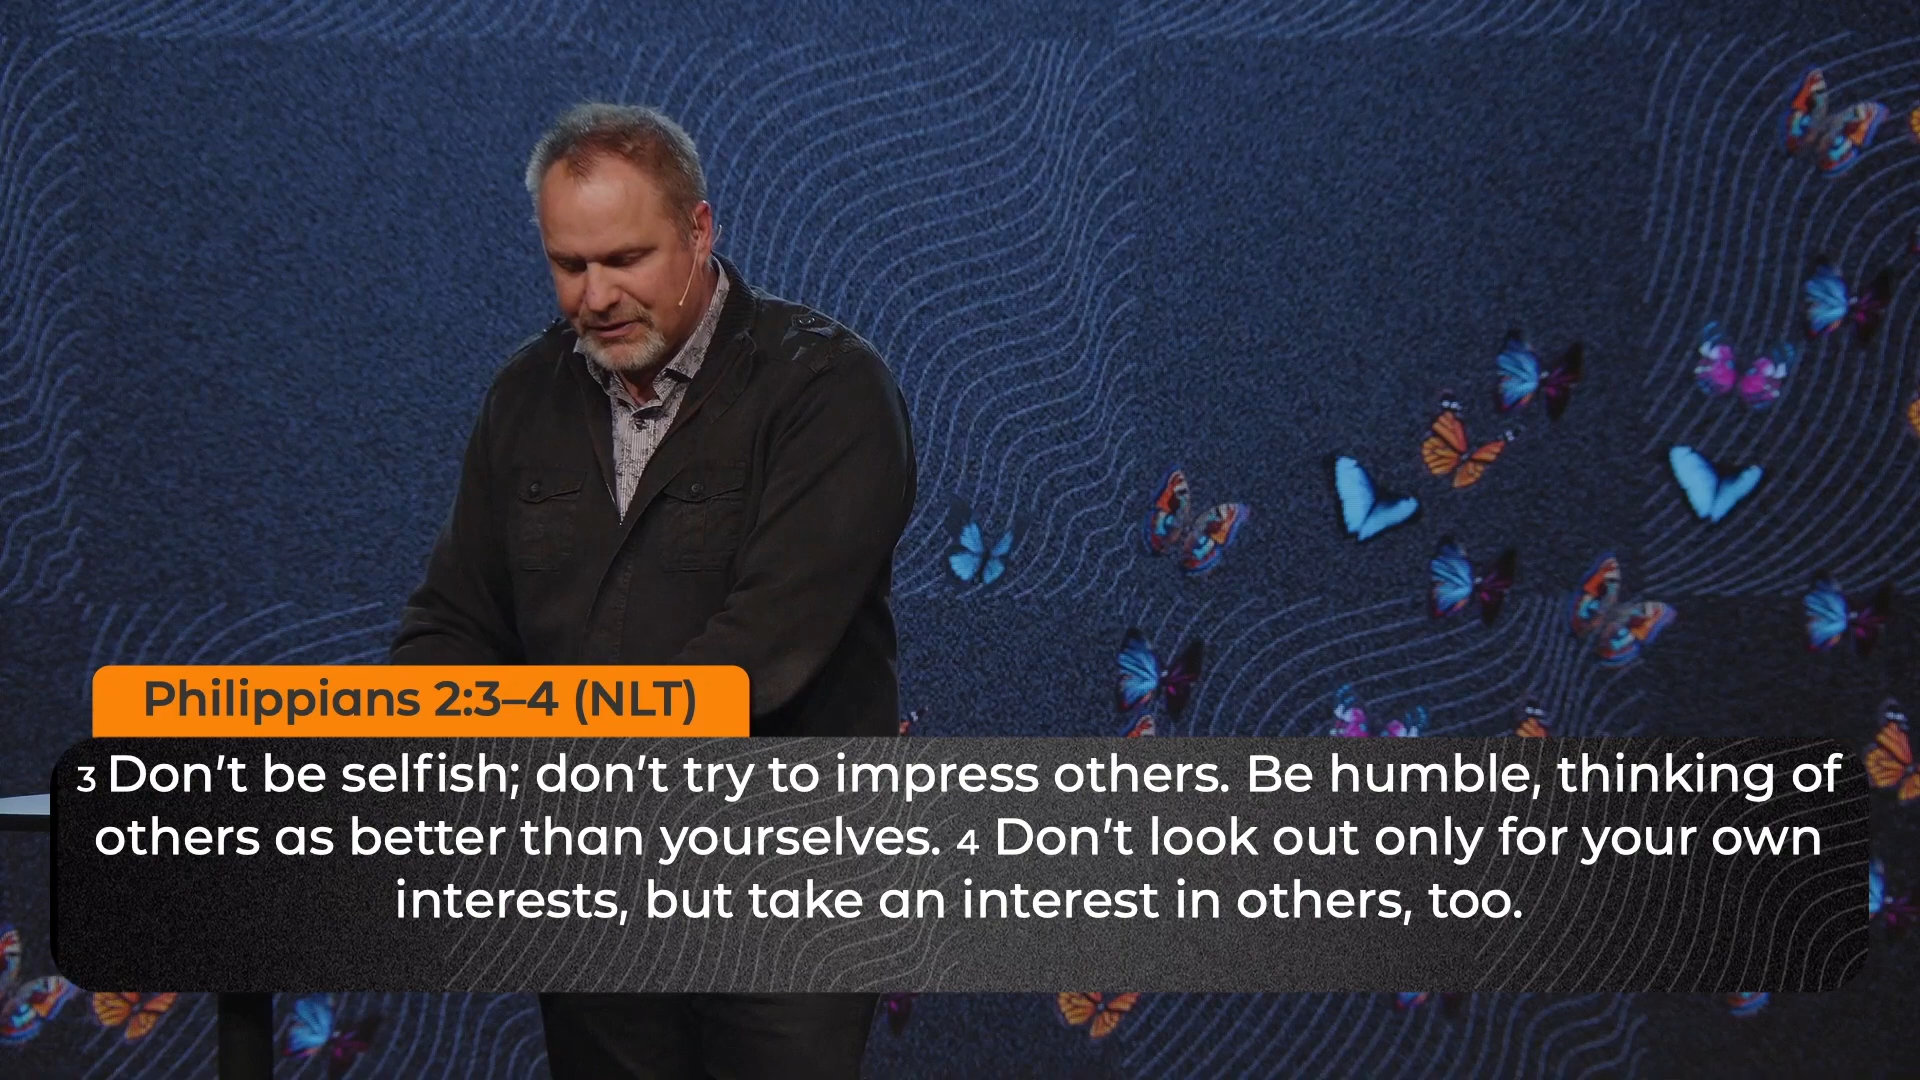 Philippians 2:3–4 (NLT)
3 Don't be selfish; don't try to impress others. Be humble, thinking of
others as better than yourselves. 4 Don't look out only for your own
interests, but take an interest in others, too.